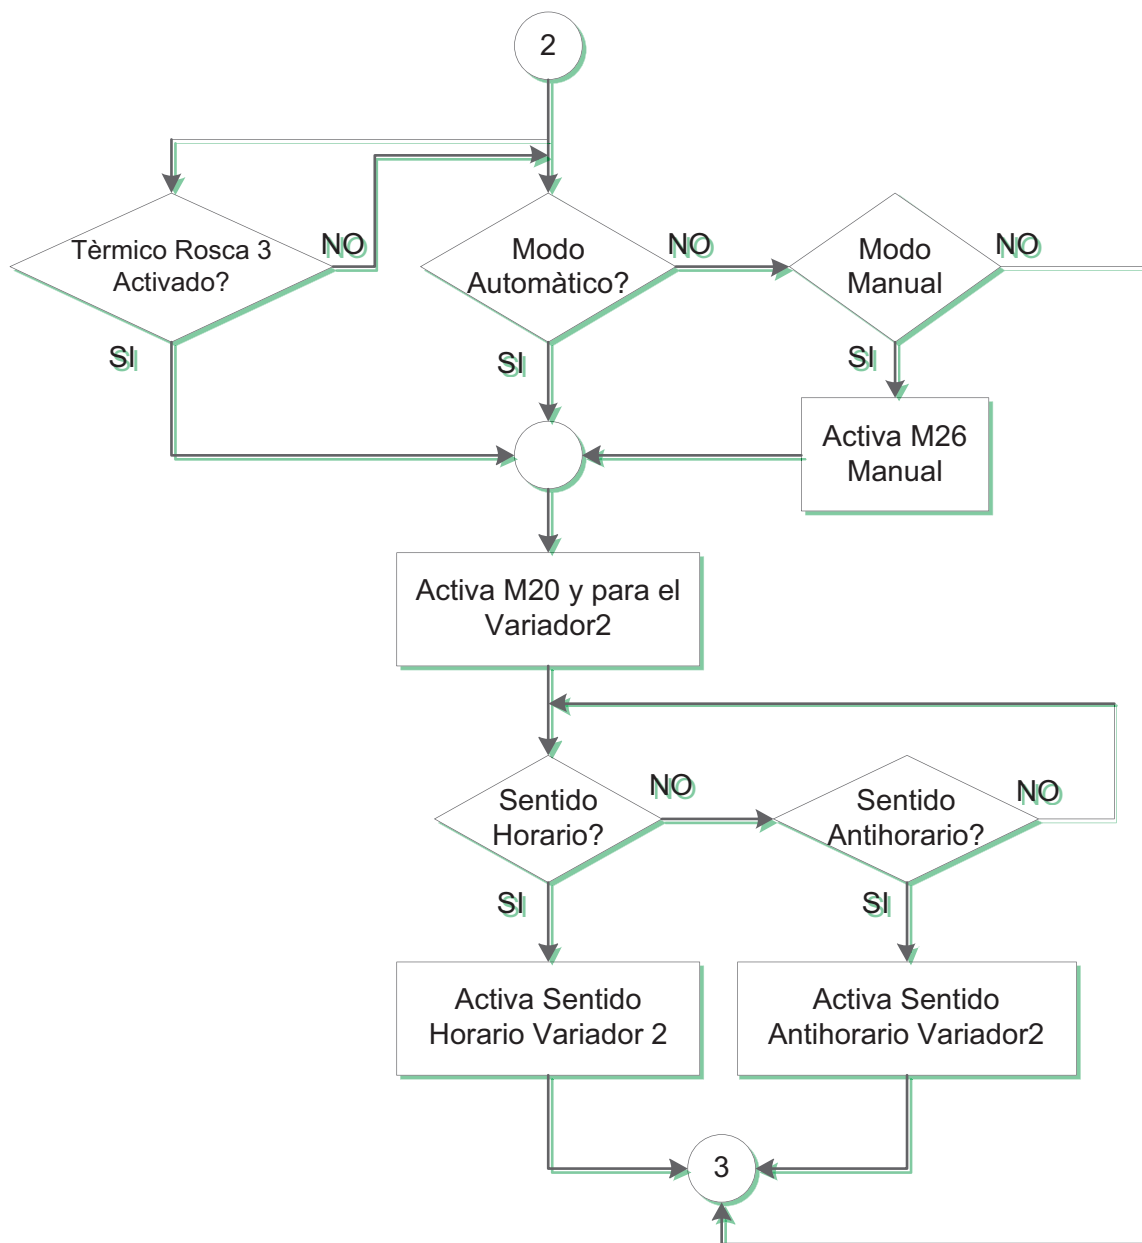 2
Tèrmico Rosca 3
Activado?
NO
Modo
Automàtico?
NO
Modo
Manual
NO
SI
SI
SI
Activa M26
Manual
Activa M20 y para el
Variador2
Sentido
Horario?
NO
Sentido
Antihorario?
NO
SI
SI
Activa Sentido
Horario Variador 2
Activa Sentido
Antihorario Variador2
3